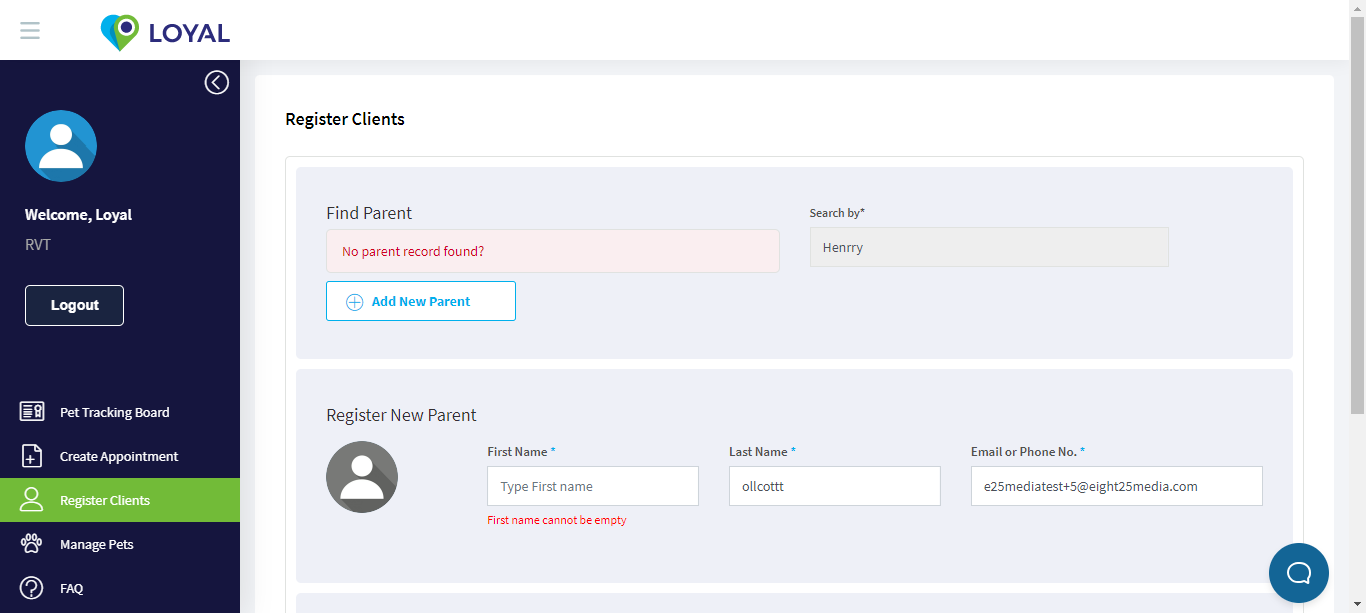 LOYAL
Welcome, Loyal
RVT
Logout
Pet Tracking Board
Create Appointment
Register Clients
Manage Pets
FAQ
Register Clients
Find Parent
No parent record found?
Add New Parent
Search by*
Henrry
Register New Parent
First Name *
Type First name
First name cannot be empty
Last Name *
ollcottt
Email or Phone No. *
e25mediatest+5@eight25media.com